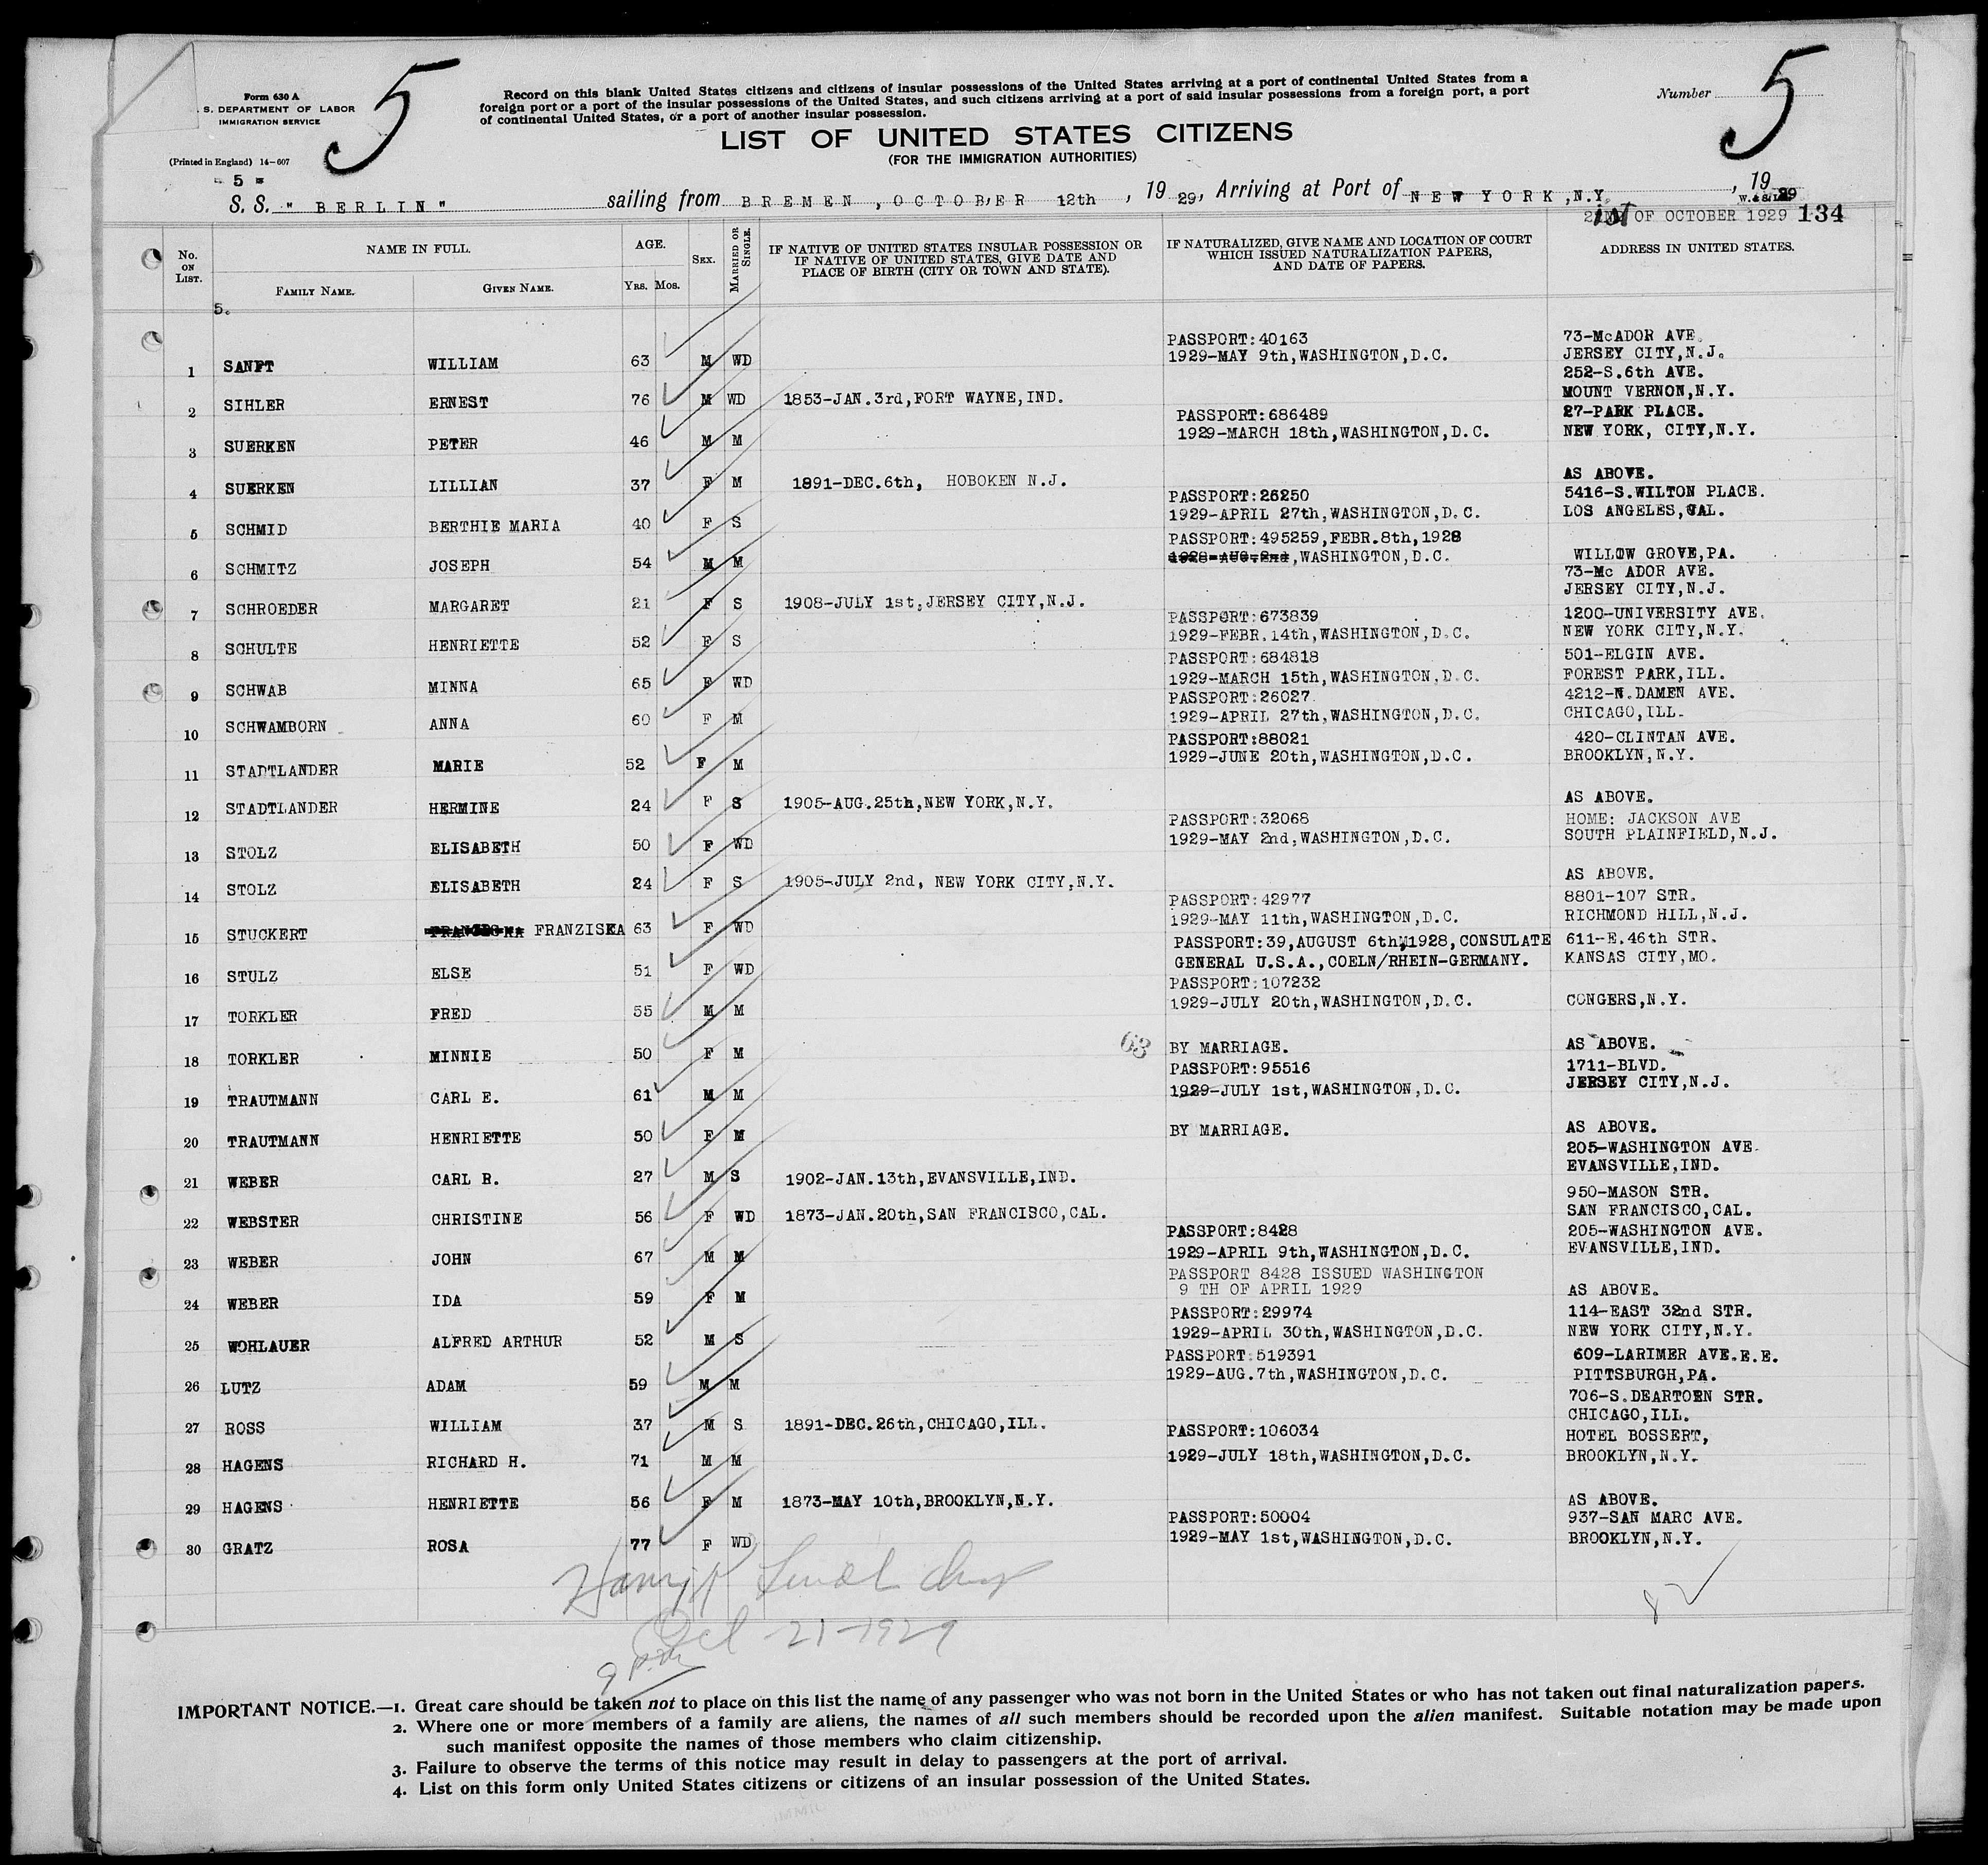 5
5
Form 630 A
S. DEPARTMENT OF LABOR
IMMIGRATION SERVICE
(Printed in England) 14-607
Record on this blank United States citizens and citizens of insular possessions of the United States arriving at a port of continental United States from a
foreign port or a port of the insular possessions of the United States, and such citizens arriving at a port of said insular possessions from a foreign port, a port
of continental United States, or a port of another insular possession.
Number
LIST OF UNITED STATES CITIZENS
(FOR THE IMMIGRATION AUTHORITIES)
- 5 -
S. S. " BERLIN" sailing from BREMEN, OCTOBER 12th, 1929, Arriving at Port of NEW YORK, N.Y., 1929
OF OCTOBER 1929 134
No. ON LIST. NAME IN FULL. AGE. SEX. MARRIED OR SINGLE. IF NATIVE OF UNITED STATES INSULAR POSSESSION OR IF NATIVE OF UNITED STATES, GIVE DATE AND PLACE OF BIRTH (CITY OR TOWN AND STATE). IF NATURALIZED, GIVE NAME AND LOCATION OF COURT WHICH ISSUED NATURALIZATION PAPERS, AND DATE OF PAPERS. ADDRESS IN UNITED STATES.
FAMILY NAME. GIVEN NAME. YRS. MOS.
5.
PASSPORT:40163 73-McADOR AVE.
1 SANFT WILLIAM 63 M WD 1929-MAY 9th,WASHINGTON,D.C. JERSEY CITY,N.J.
252-S.6th AVE.
2 SIHLER ERNEST 76 M WD 1853-JAN.3rd,FORT WAYNE,IND. MOUNT VERNON,N.Y.
PASSPORT:686489 27-PARK PLACE.
3 SUERKEN PETER 46 M M 1929-MARCH 18th,WASHINGTON,D.C. NEW YORK, CITY,N.Y.
4 SUERKEN LILLIAN 37 F M 1891-DEC.6th, HOBOKEN N.J. AS ABOVE.
PASSPORT:26250 5416-S.WILTON PLACE.
5 SCHMID BERTHIE MARIA 40 F S 1929-APRIL 27th,WASHINGTON,D.C. LOS ANGELES,CAL.
PASSPORT:495259,FEBR.8th,1928
6 SCHMITZ JOSEPH 54 M M 1928-AUG.2nd,WASHINGTON,D.C. WILLOW GROVE,PA.
73-Mc ADOR AVE.
7 SCHROEDER MARGARET 21 F S 1908-JULY 1st,JERSEY CITY,N.J. JERSEY CITY,N.J.
PASSPORT:673839 1200-UNIVERSITY AVE.
8 SCHULTE HENRIETTE 52 F S 1929-FEBR.14th,WASHINGTON,D.C. NEW YORK CITY,N.Y.
PASSPORT:684818 501-ELGIN AVE.
9 SCHWAB MINNA 65 F WD 1929-MARCH 15th,WASHINGTON,D.C. FOREST PARK,ILL.
PASSPORT:26027 4212-N.DAMEN AVE.
10 SCHWAMBORN ANNA 60 F M 1929-APRIL 27th,WASHINGTON,D.C. CHICAGO,ILL.
PASSPORT:88021 420-CLINTAN AVE.
11 STADTLANDER MARIE 52 F M 1929-JUNE 20th,WASHINGTON,D.C. BROOKLYN,N.Y.
12 STADTLANDER HERMINE 24 F S 1905-AUG.25th,NEW YORK,N.Y. AS ABOVE.
PASSPORT:32068 HOME: JACKSON AVE
13 STOLZ ELISABETH 50 F WD 1929-MAY 2nd,WASHINGTON,D.C. SOUTH PLAINFIELD,N.J.
14 STOLZ ELISABETH 24 F S 1905-JULY 2nd, NEW YORK CITY,N.Y. AS ABOVE.
PASSPORT:42977 8801-107 STR.
15 STUCKERT FRANZISKA 63 F WD 1929-MAY 11th,WASHINGTON,D.C. RICHMOND HILL,N.J.
PASSPORT:39,AUGUST 6th,1928,CONSULATE 611-E.46th STR.
16 STULZ ELSE 51 F WD GENERAL U.S.A.,COELN/RHEIN-GERMANY. KANSAS CITY,MO.
PASSPORT:107232
17 TORKLER FRED 55 M M 1929-JULY 20th,WASHINGTON,D.C. CONGERS,N.Y.
18 TORKLER MINNIE 50 F M 63 BY MARRIAGE. AS ABOVE.
PASSPORT:95516 1711-BLVD.
19 TRAUTMANN CARL E. 61 M M 1929-JULY 1st,WASHINGTON,D.C. JERSEY CITY,N.J.
20 TRAUTMANN HENRIETTE 50 F M BY MARRIAGE. AS ABOVE.
205-WASHINGTON AVE.
21 WEBER CARL R. 27 M S 1902-JAN.13th,EVANSVILLE,IND. EVANSVILLE,IND.
950-MASON STR.
22 WEBSTER CHRISTINE 56 F WD 1873-JAN.20th,SAN FRANCISCO,CAL. SAN FRANCISCO,CAL.
PASSPORT:8428 205-WASHINGTON AVE.
23 WEBER JOHN 67 M M 1929-APRIL 9th,WASHINGTON,D.C. EVANSVILLE,IND.
PASSPORT 8428 ISSUED WASHINGTON
24 WEBER IDA 59 F M 9 TH OF APRIL 1929 AS ABOVE.
PASSPORT:29974 114-EAST 32nd STR.
25 WOHLAUER ALFRED ARTHUR 52 M S 1929-APRIL 30th,WASHINGTON,D.C. NEW YORK CITY,N.Y.
PASSPORT:519391 609-LARIMER AVE.E.E.
26 LUTZ ADAM 59 M M 1929-AUG.7th,WASHINGTON,D.C. PITTSBURGH,PA.
706-S.DEARTOEN STR.
27 ROSS WILLIAM 37 M S 1891-DEC.26th,CHICAGO,ILL. CHICAGO,ILL.
PASSPORT:106034 HOTEL BOSSERT,
28 HAGENS RICHARD H. 71 M M 1929-JULY 18th,WASHINGTON,D.C. BROOKLYN,N.Y.
29 HAGENS HENRIETTE 56 F M 1873-MAY 10th,BROOKLYN,N.Y. AS ABOVE.
PASSPORT:50004 937-SAN MARC AVE.
30 GRATZ ROSA 77 F WD 1929-MAY 1st,WASHINGTON,D.C. BROOKLYN,N.Y.
Oct 21-1929
9 p.m.
IMPORTANT NOTICE.—1. Great care should be taken not to place on this list the name of any passenger who was not born in the United States or who has not taken out final naturalization papers.
2. Where one or more members of a family are aliens, the names of all such members should be recorded upon the alien manifest. Suitable notation may be made upon
such manifest opposite the names of those members who claim citizenship.
3. Failure to observe the terms of this notice may result in delay to passengers at the port of arrival.
4. List on this form only United States citizens or citizens of an insular possession of the United States.